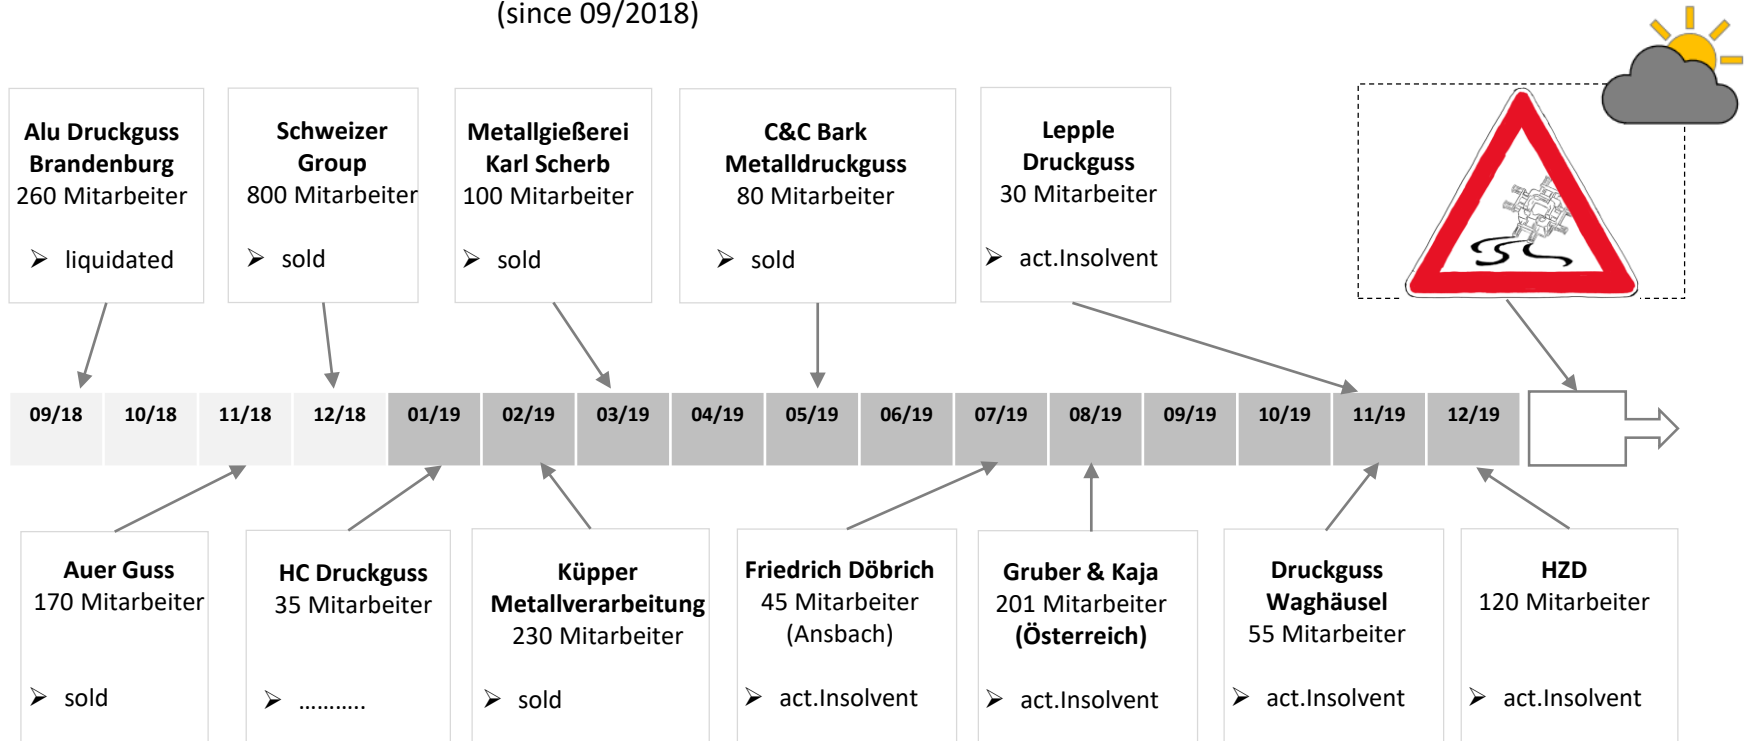 (since 09/2018)
Alu Druckguss
Brandenburg
260 Mitarbeiter
➢ liquidated
Schweizer
Group
800 Mitarbeiter
➢ sold
Metallgießerei
Karl Scherb
100 Mitarbeiter
➢ sold
C&C Bark
Metalldruckguss
80 Mitarbeiter
➢ sold
Lepple
Druckguss
30 Mitarbeiter
➢ act.Insolvent
09/18 10/18 11/18 12/18 01/19 02/19 03/19 04/19 05/19 06/19 07/19 08/19 09/19 10/19 11/19 12/19
Auer Guss
170 Mitarbeiter
➢ sold
HC Druckguss
35 Mitarbeiter
➢ ………..
Küpper
Metallverarbeitung
230 Mitarbeiter
➢ sold
Friedrich Döbrich
45 Mitarbeiter
(Ansbach)
➢ act.Insolvent
Gruber & Kaja
201 Mitarbeiter
(Österreich)
➢ act.Insolvent
Druckguss
Waghäusel
55 Mitarbeiter
➢ act.Insolvent
HZD
120 Mitarbeiter
➢ act.Insolvent